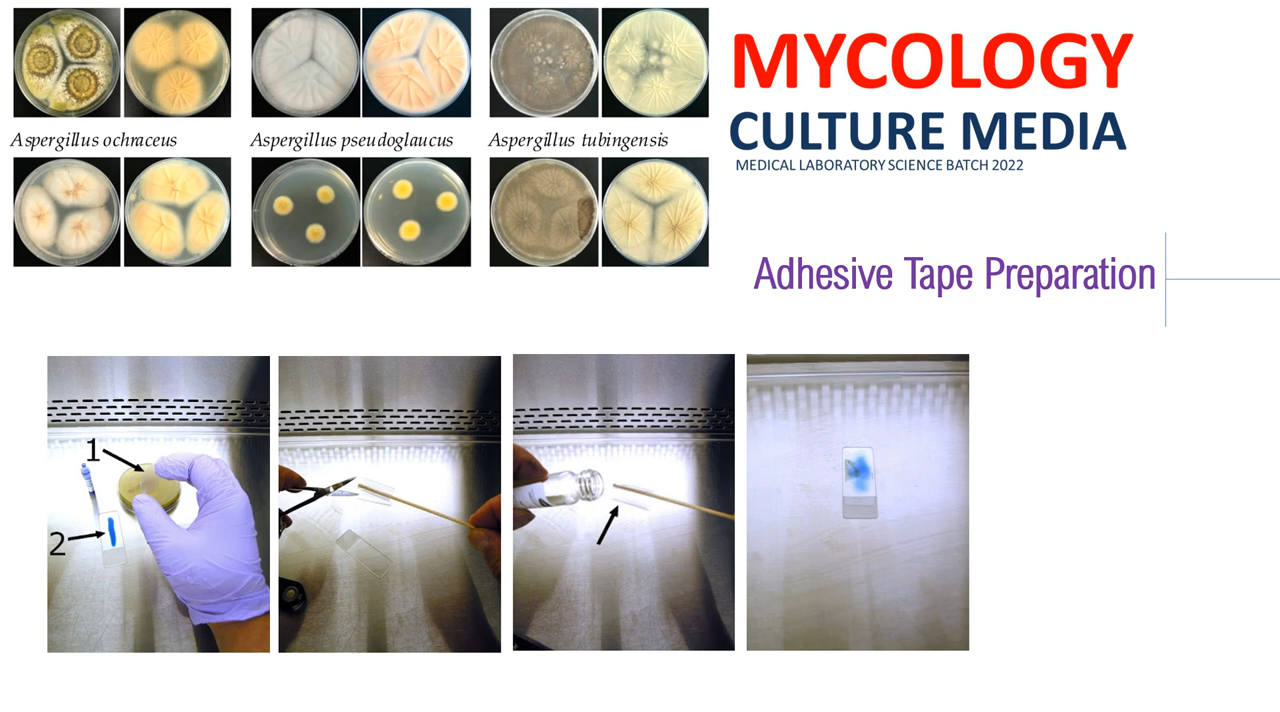 MYCOLOGY
CULTURE MEDIA
MEDICAL LABORATORY SCIENCE BATCH 2022
Aspergillus ochraceus
Aspergillus pseudoglaucus
Aspergillus tubingensis
Adhesive Tape Preparation
1
2